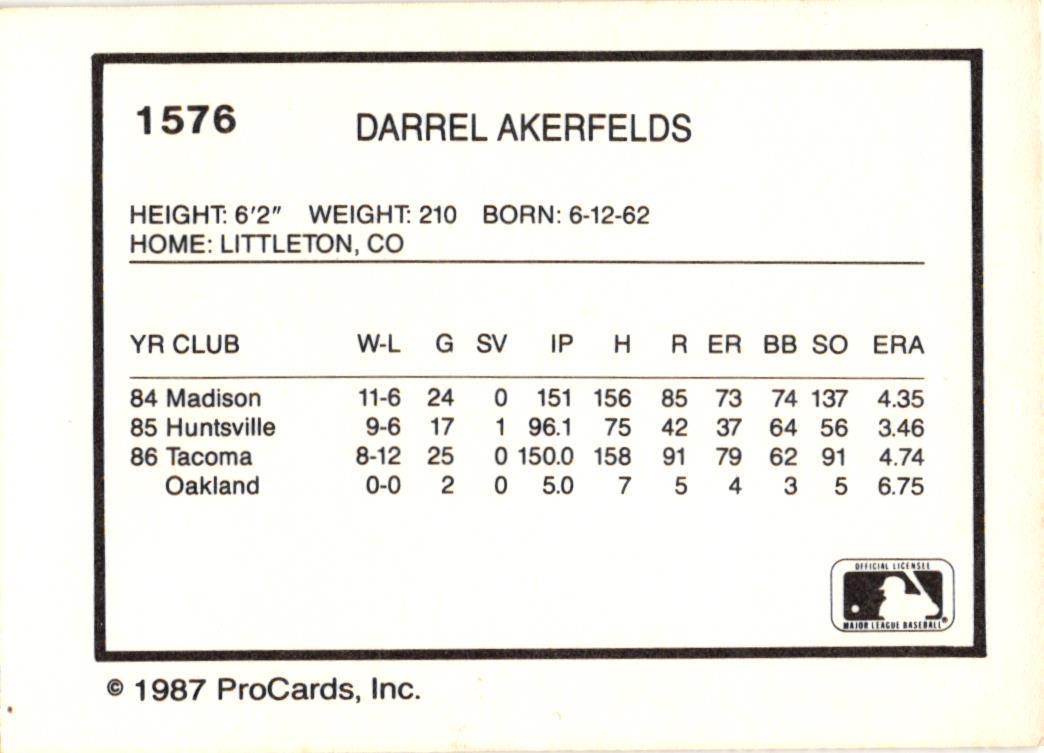 1576 DARREL AKERFELDS
HEIGHT: 6'2" WEIGHT: 210 BORN: 6-12-62
HOME: LITTLETON, CO
YR CLUB W-L G SV IP H R ER BB SO ERA
84 Madison 11-6 24 0 151 156 85 73 74 137 4.35
85 Huntsville 9-6 17 1 96.1 75 42 37 64 56 3.46
86 Tacoma 8-12 25 0 150.0 158 91 79 62 91 4.74
Oakland 0-0 2 0 5.0 7 5 4 3 5 6.75
OFFICIAL LICENSEE
MAJOR LEAGUE BASEBALL®
© 1987 ProCards, Inc.